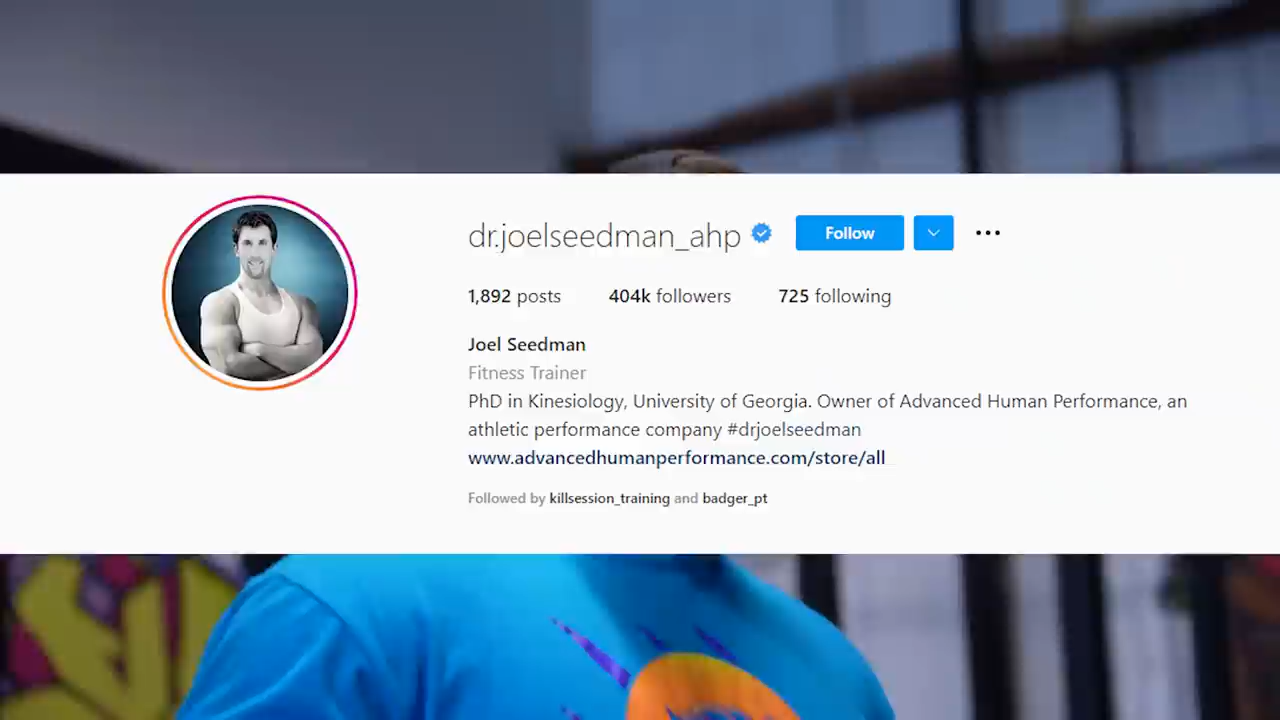 dr.joelseedman_ahp Follow
1,892 posts 404k followers 725 following
Joel Seedman
Fitness Trainer
PhD in Kinesiology, University of Georgia. Owner of Advanced Human Performance, an
athletic performance company #drjoelseedman
www.advancedhumanperformance.com/store/all
Followed by killsession_training and badger_pt